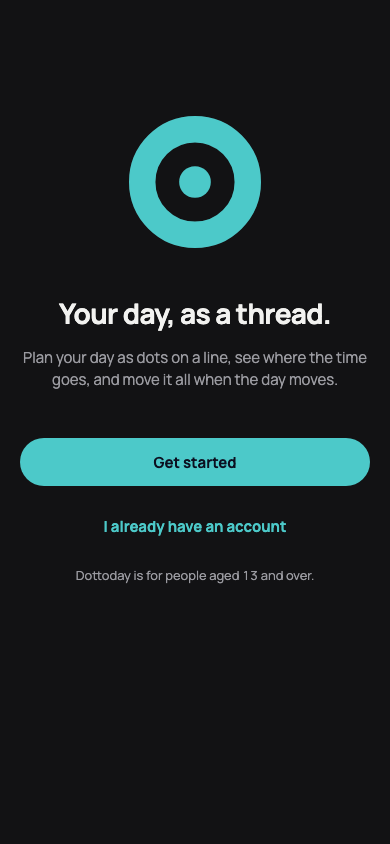 Your day, as a thread.
Plan your day as dots on a line, see where the time
goes, and move it all when the day moves.
Get started
I already have an account
Dottoday is for people aged 13 and over.